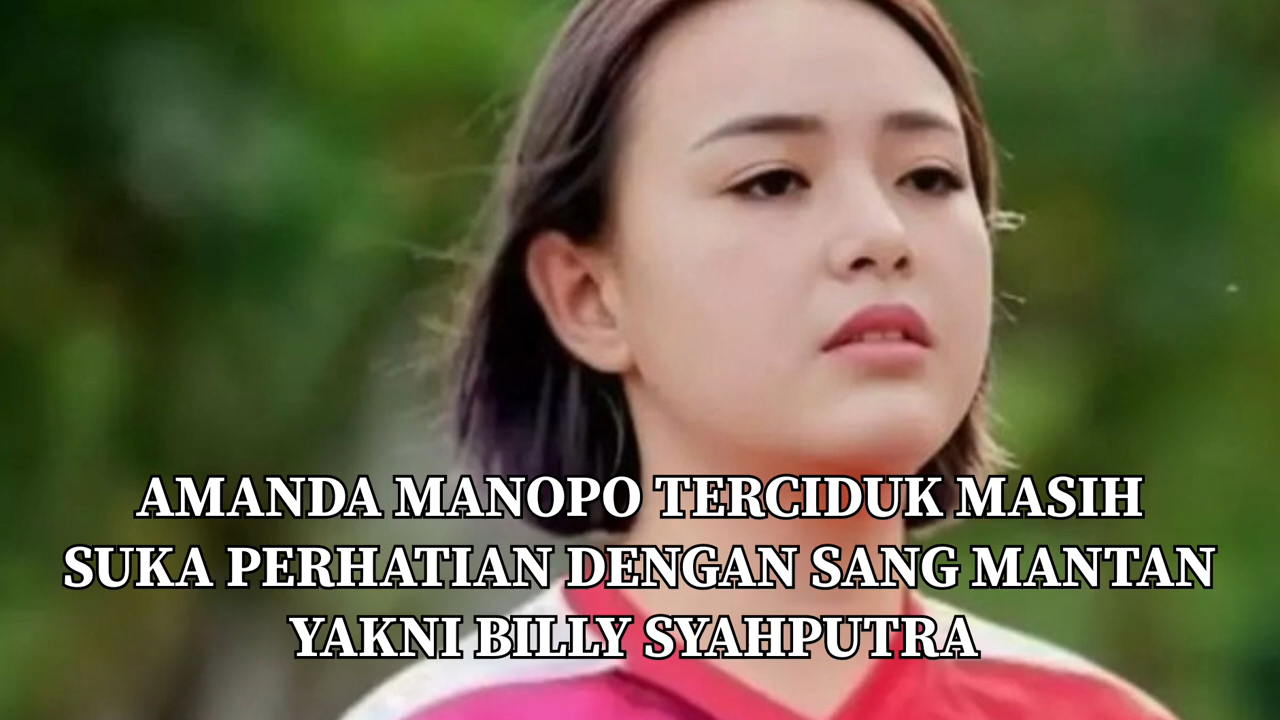 AMANDA MANOPO TERCIDUK MASIH
SUKA PERHATIAN DENGAN SANG MANTAN
YAKNI BILLY SYAHPUTRA